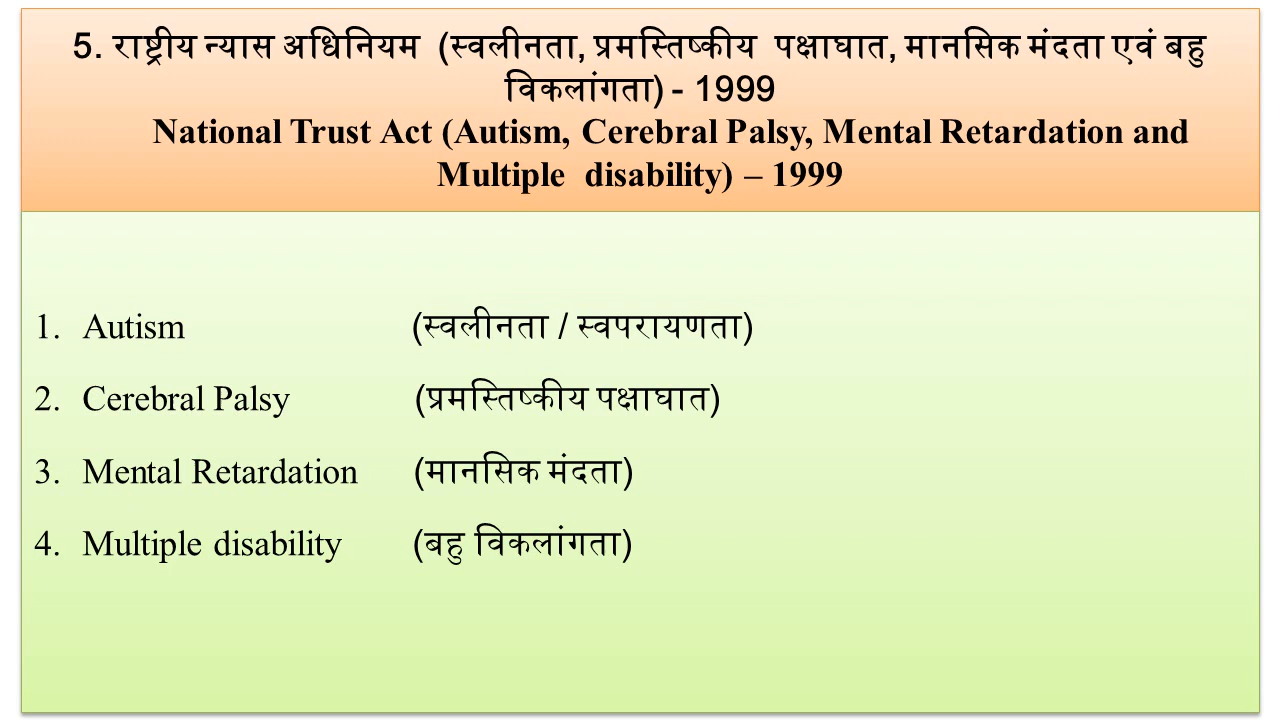 5. राष्ट्रीय न्यास अधिनियम (स्वलीनता, प्रमस्तिष्कीय पक्षाघात, मानसिक मंदता एवं बहु
विकलांगता) - 1999
National Trust Act (Autism, Cerebral Palsy, Mental Retardation and
Multiple disability) – 1999
1. Autism (स्वलीनता / स्वपरायणता)
2. Cerebral Palsy (प्रमस्तिष्कीय पक्षाघात)
3. Mental Retardation (मानसिक मंदता)
4. Multiple disability (बहु विकलांगता)